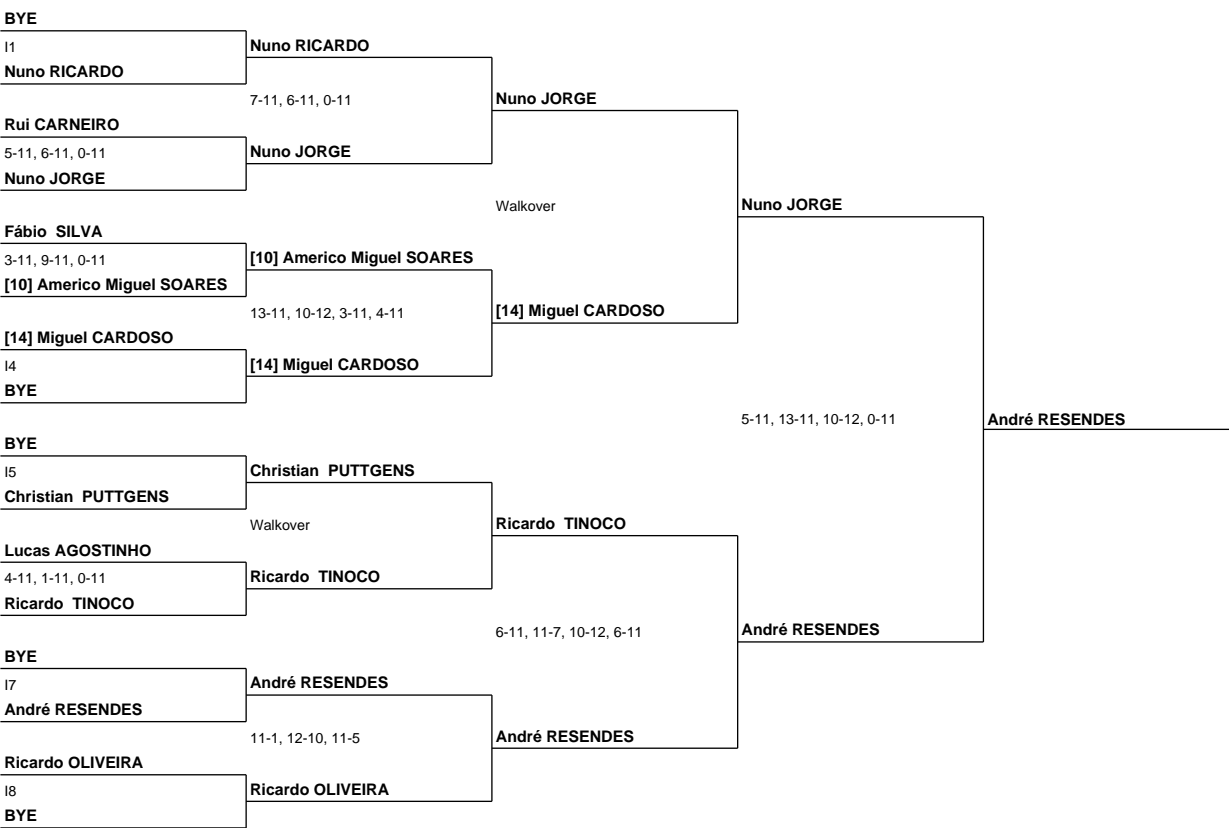 BYE
I1
Nuno RICARDO
Nuno RICARDO
7-11, 6-11, 0-11
Nuno JORGE
Rui CARNEIRO
5-11, 6-11, 0-11
Nuno JORGE
Nuno JORGE
Walkover
Nuno JORGE
Fábio  SILVA
3-11, 9-11, 0-11
[10] Americo Miguel SOARES
[10] Americo Miguel SOARES
13-11, 10-12, 3-11, 4-11
[14] Miguel CARDOSO
[14] Miguel CARDOSO
I4
[14] Miguel CARDOSO
BYE
5-11, 13-11, 10-12, 0-11
André RESENDES
BYE
I5
Christian  PUTTGENS
Christian  PUTTGENS
Walkover
Ricardo  TINOCO
Lucas AGOSTINHO
4-11, 1-11, 0-11
Ricardo  TINOCO
Ricardo  TINOCO
6-11, 11-7, 10-12, 6-11
André RESENDES
BYE
I7
André RESENDES
André RESENDES
11-1, 12-10, 11-5
André RESENDES
Ricardo OLIVEIRA
I8
Ricardo OLIVEIRA
BYE